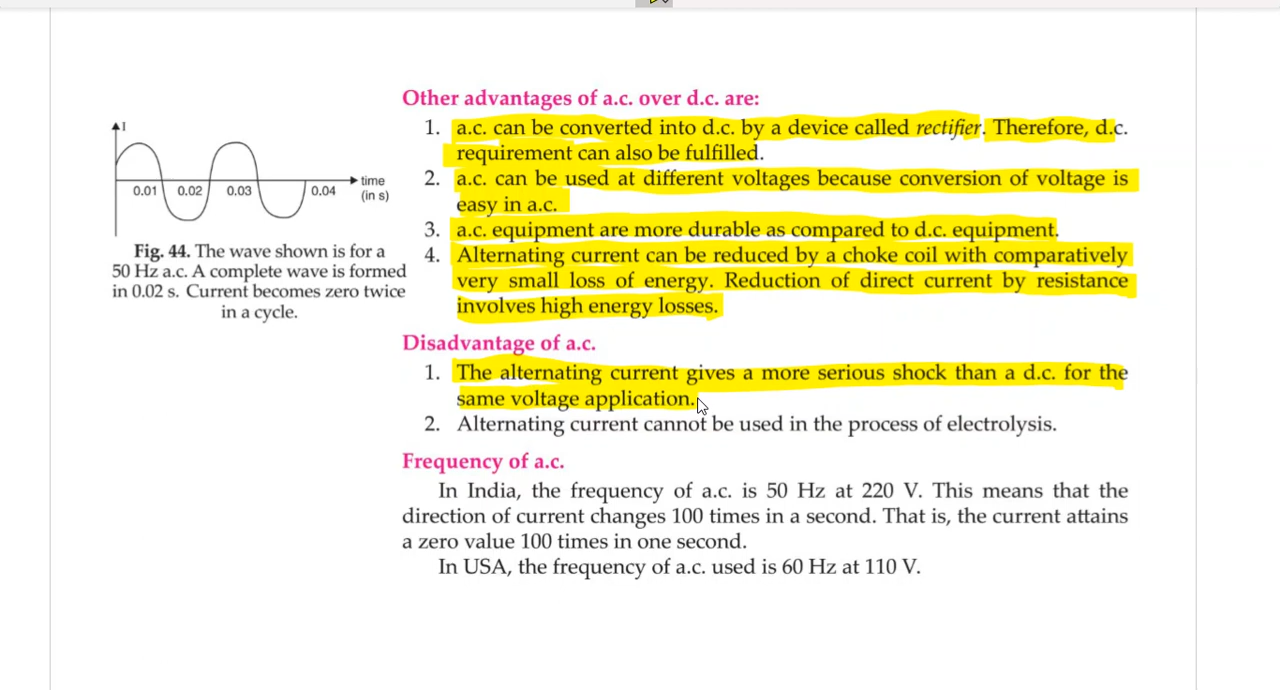 Other advantages of a.c. over d.c. are:
1. a.c. can be converted into d.c. by a device called rectifier. Therefore, d.c.
requirement can also be fulfilled.
2. a.c. can be used at different voltages because conversion of voltage is
easy in a.c.
3. a.c. equipment are more durable as compared to d.c. equipment.
4. Alternating current can be reduced by a choke coil with comparatively
very small loss of energy. Reduction of direct current by resistance
involves high energy losses.
I
0.01 0.02 0.03 0.04 time
(in s)
Fig. 44. The wave shown is for a
50 Hz a.c. A complete wave is formed
in 0.02 s. Current becomes zero twice
in a cycle.
Disadvantage of a.c.
1. The alternating current gives a more serious shock than a d.c. for the
same voltage application.
2. Alternating current cannot be used in the process of electrolysis.
Frequency of a.c.
In India, the frequency of a.c. is 50 Hz at 220 V. This means that the
direction of current changes 100 times in a second. That is, the current attains
a zero value 100 times in one second.
In USA, the frequency of a.c. used is 60 Hz at 110 V.